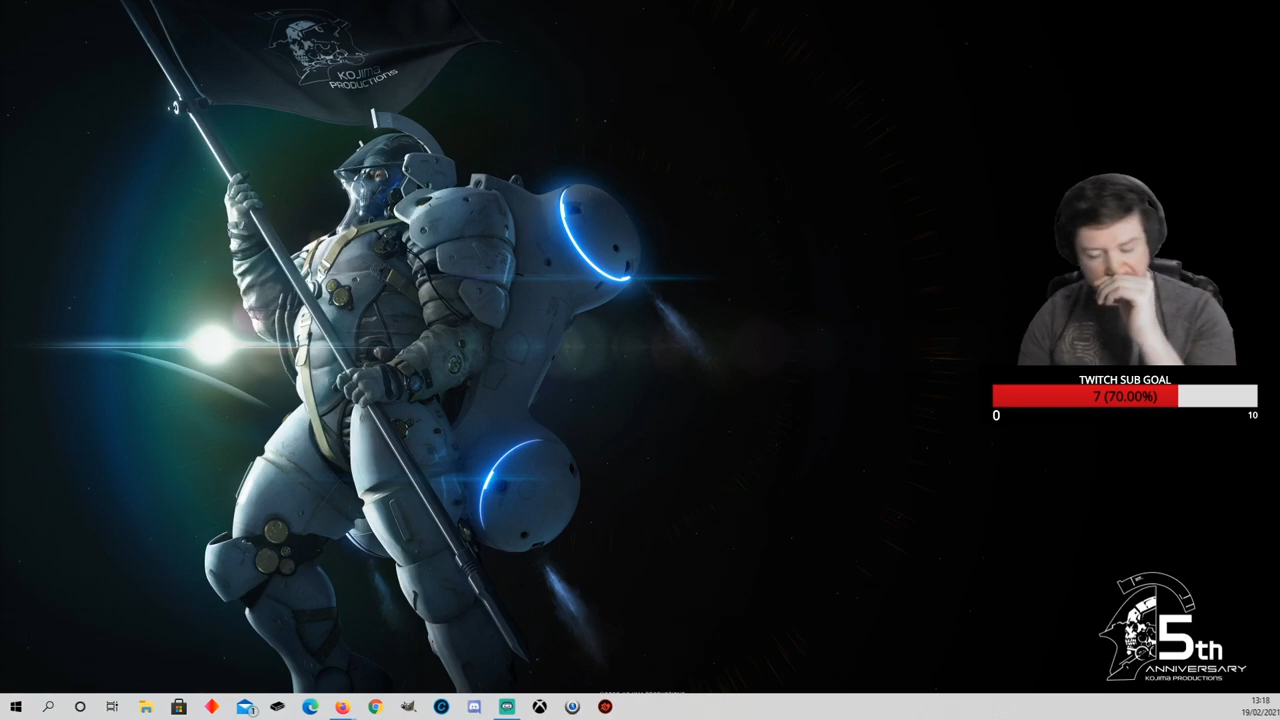 KOJIMA
PRODUCTIONS
TWITCH SUB GOAL
7 (70.00%)
0
10
5th
ANNIVERSARY
KOJIMA PRODUCTIONS
1
13:18
19/02/2021